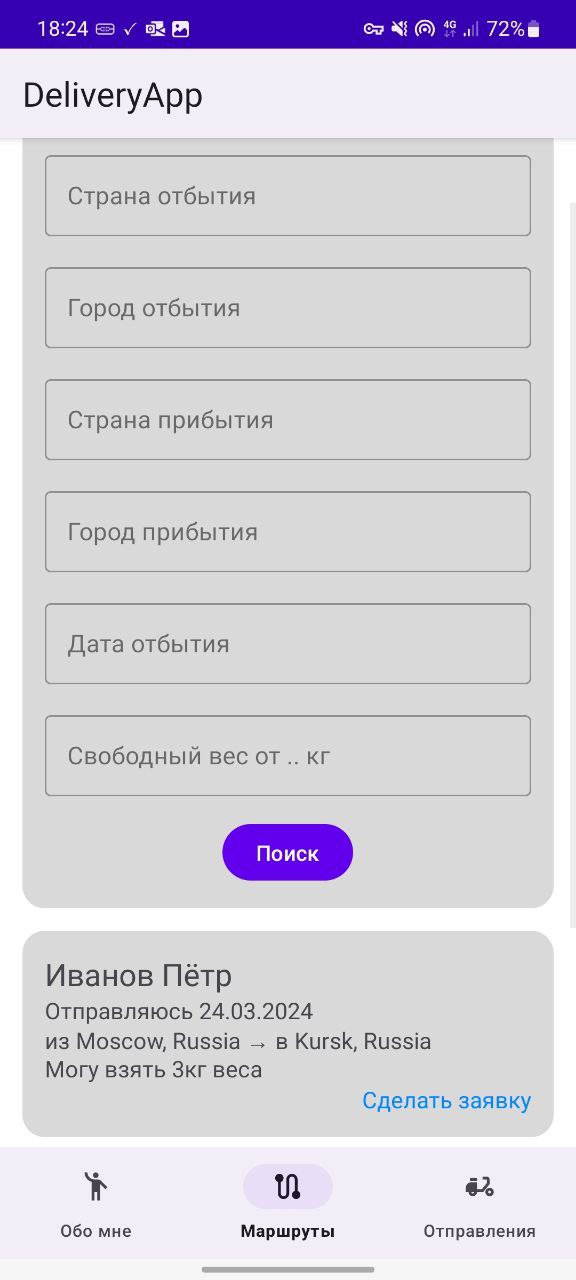 18:24 4G 72%
DeliveryApp
Страна отбытия
Город отбытия
Страна прибытия
Город прибытия
Дата отбытия
Свободный вес от .. кг
Поиск
Иванов Пётр
Отправляюсь 24.03.2024
из Moscow, Russia → в Kursk, Russia
Могу взять 3кг веса
Сделать заявку
Обо мне Маршруты Отправления